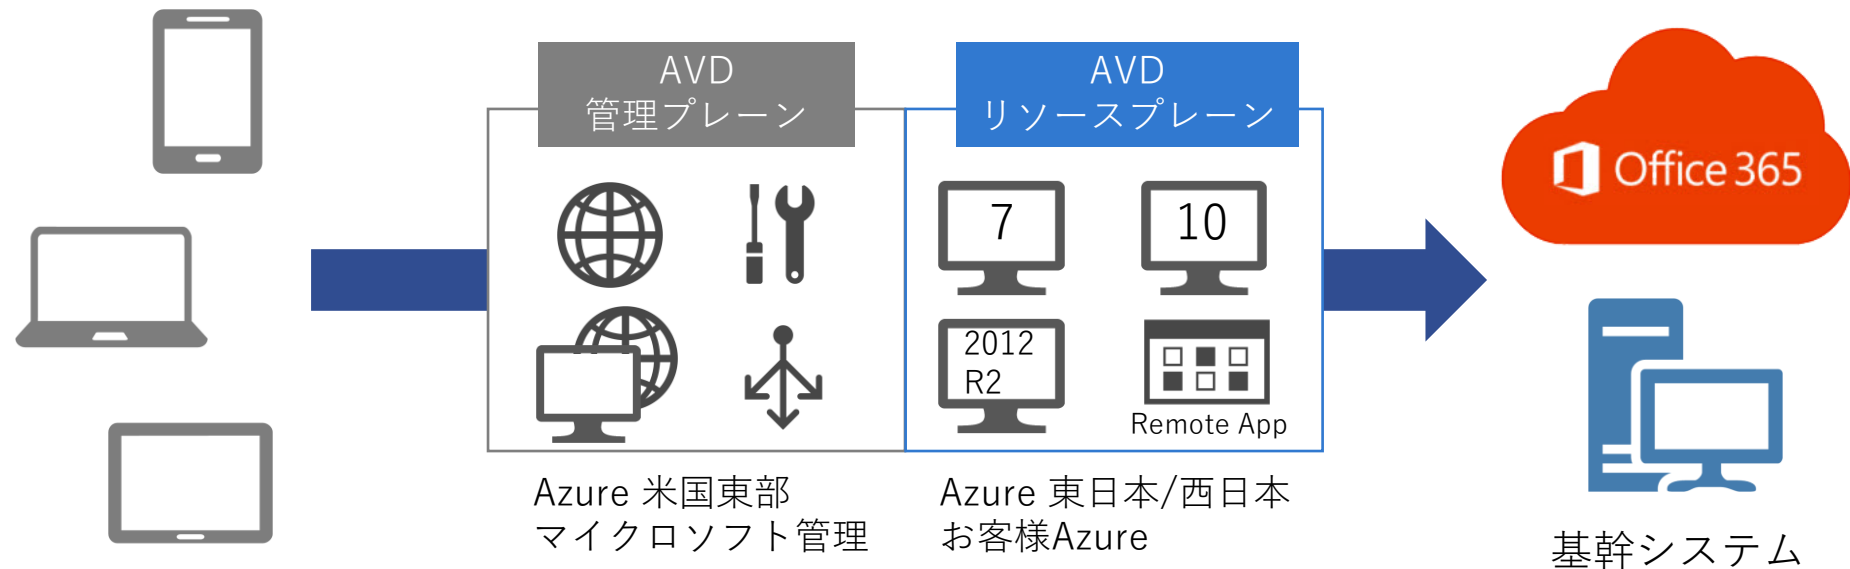 AVD
管理プレーン
AVD
リソースプレーン
7
10
2012
R2
Remote App
Azure 米国東部
マイクロソフト管理
Azure 東日本/西日本
お客様Azure
Office 365
基幹システム